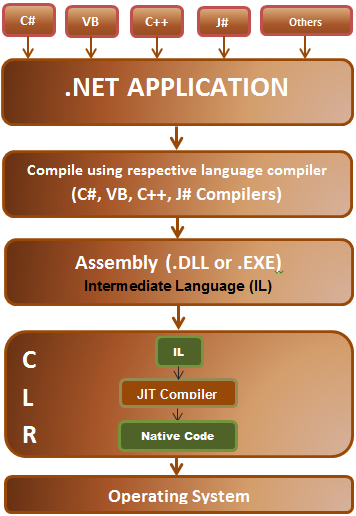 C# VB C++ J# Others
.NET APPLICATION
Compile using respective language compiler
(C#, VB, C++, J# Compilers)
Assembly (.DLL or .EXE)
Intermediate Language (IL)
C
L
R
IL
JIT Compiler
Native Code
Operating System